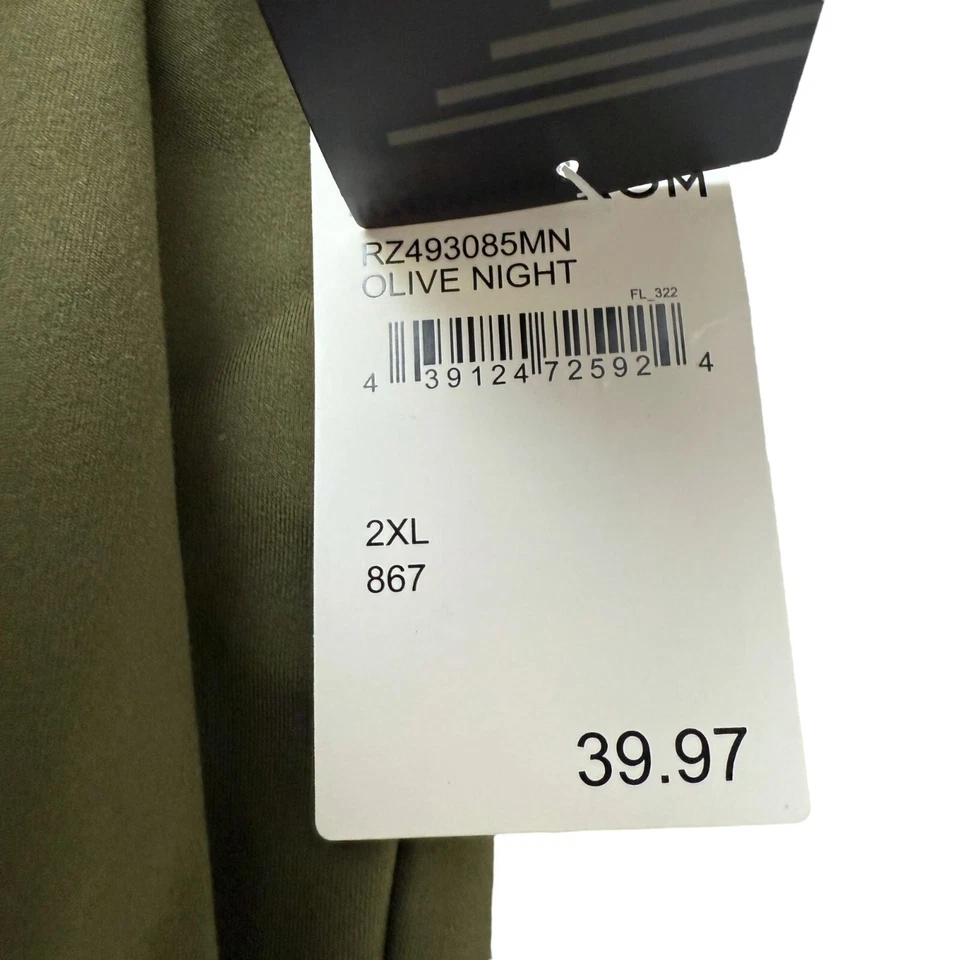 RZ493085MN
OLIVE NIGHT
FL_322
4 39124 72592 4
2XL
867
39.97